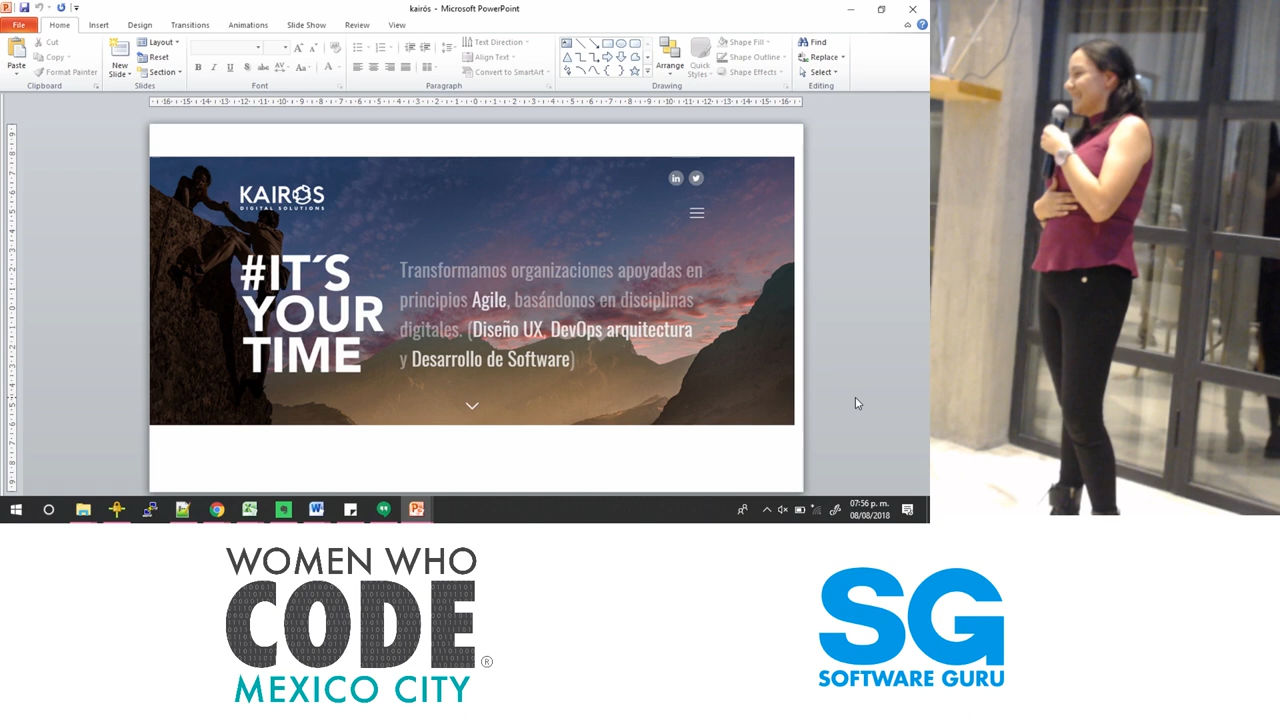 kairós - Microsoft PowerPoint
File Home Insert Design Transitions Animations Slide Show Review View
Paste
Cut
Copy
Format Painter
Clipboard
New
Slide
Layout
Reset
Section
Slides
Font
Text Direction
Align Text
Convert to SmartArt
Paragraph
Arrange
Quick
Styles
Shape Fill
Shape Outline
Shape Effects
Drawing
Find
Replace
Select
Editing
KAIROS
DIGITAL SOLUTIONS
#IT´S
YOUR
TIME
Transformamos organizaciones apoyadas en
principios Agile, basándonos en disciplinas
digitales. (Diseño UX, DevOps arquitectura
y Desarrollo de Software)
07:56 p. m.
08/08/2018
WOMEN WHO
CODE®
MEXICO CITY
SG
SOFTWARE GURU